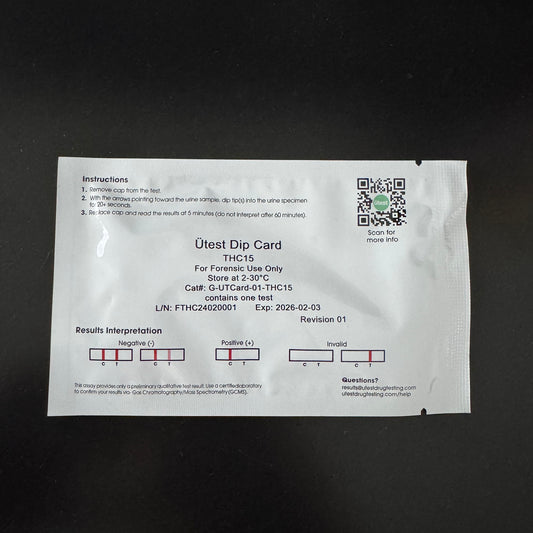 Instructions
1. Remove cap from the test.
2. With the arrows pointing toward the urine sample, dip tip(s) into the urine specimen
to 20+ seconds.
3. Re lace cap and read the results at 5 minutes (do not interpret after 60 minutes).
utest
Scan for
more info
Ütest Dip Card
THC15
For Forensic Use Only
Store at 2-30°C
Cat#: G-UTCard-01-THC15
contains one test
L/N: FTHC24020001 Exp: 2026-02-03
Revision 01
Results Interpretation
Negative (-) Positive (+) Invalid
C T C T C T C T C T
This assay provides only a preliminary qualitative test result. Use a certified laboratory
to confirm your results via Gas Chromatography/Mass Spectrometry (GCMS).
Questions?
results@utestdrugtesting.com
utestdrugtesting.com/help